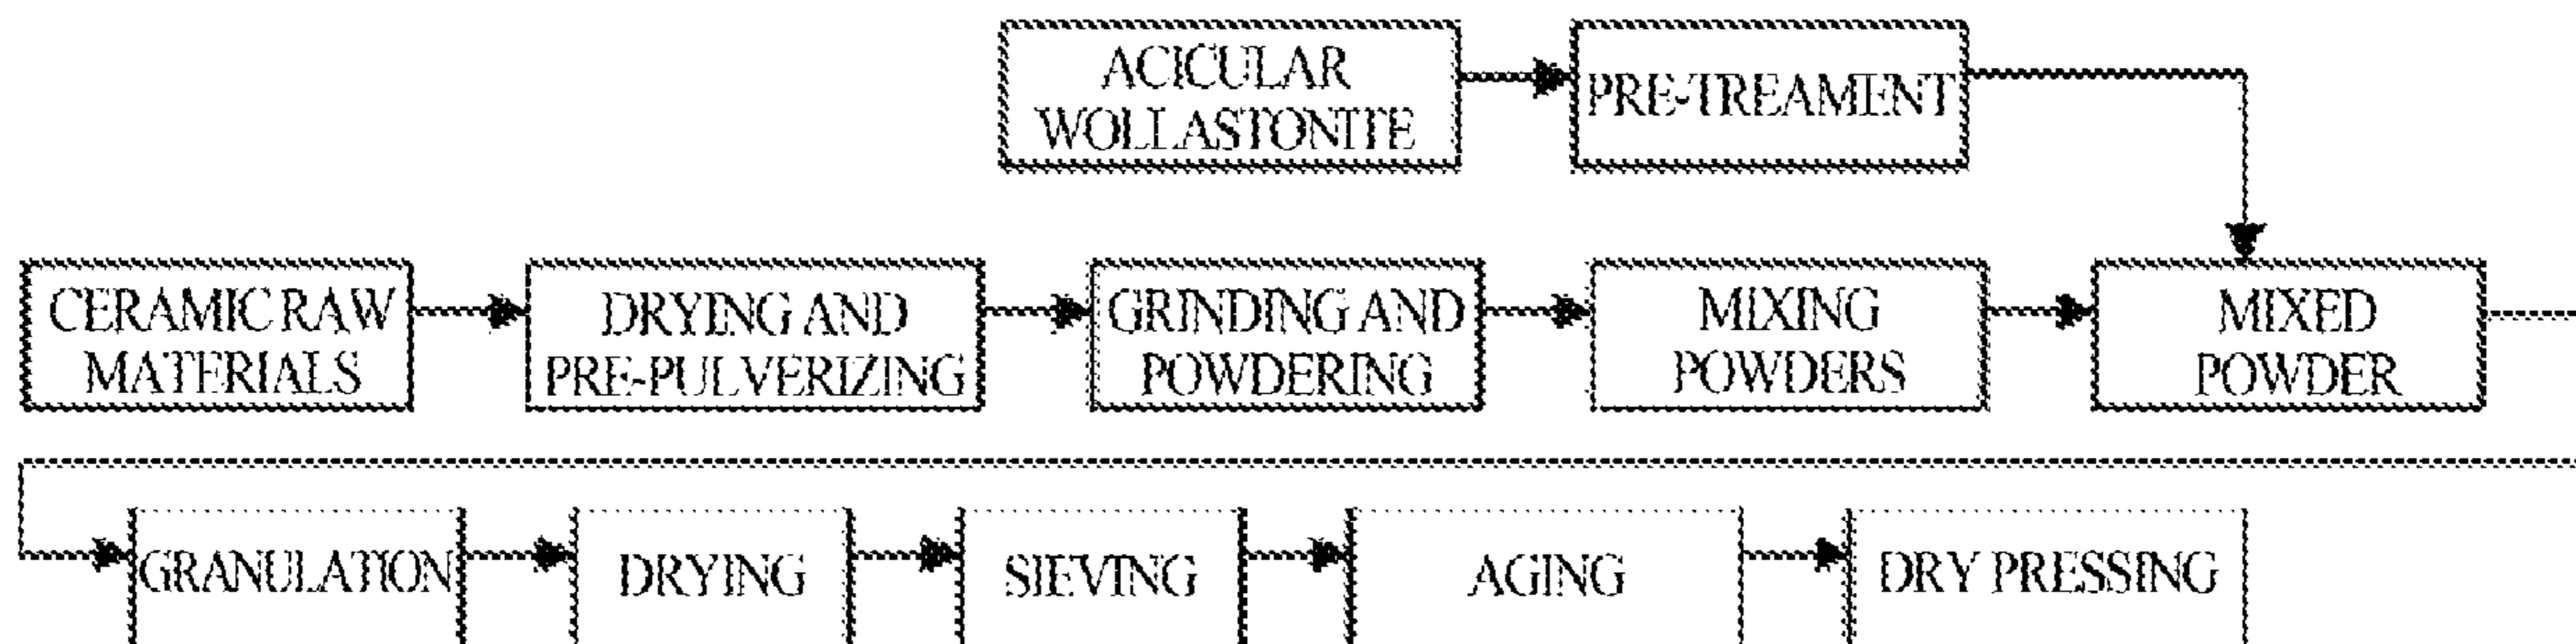 ACICULAR
WOLLASTONITE
PRE-TREAMENT
CERAMIC RAW
MATERIALS
DRYING AND
PRE-PULVERIZING
GRINDING AND
POWDERING
MIXING
POWDERS
MIXED
POWDER
GRANULATION
DRYING
SIEVING
AGING
DRY PRESSING